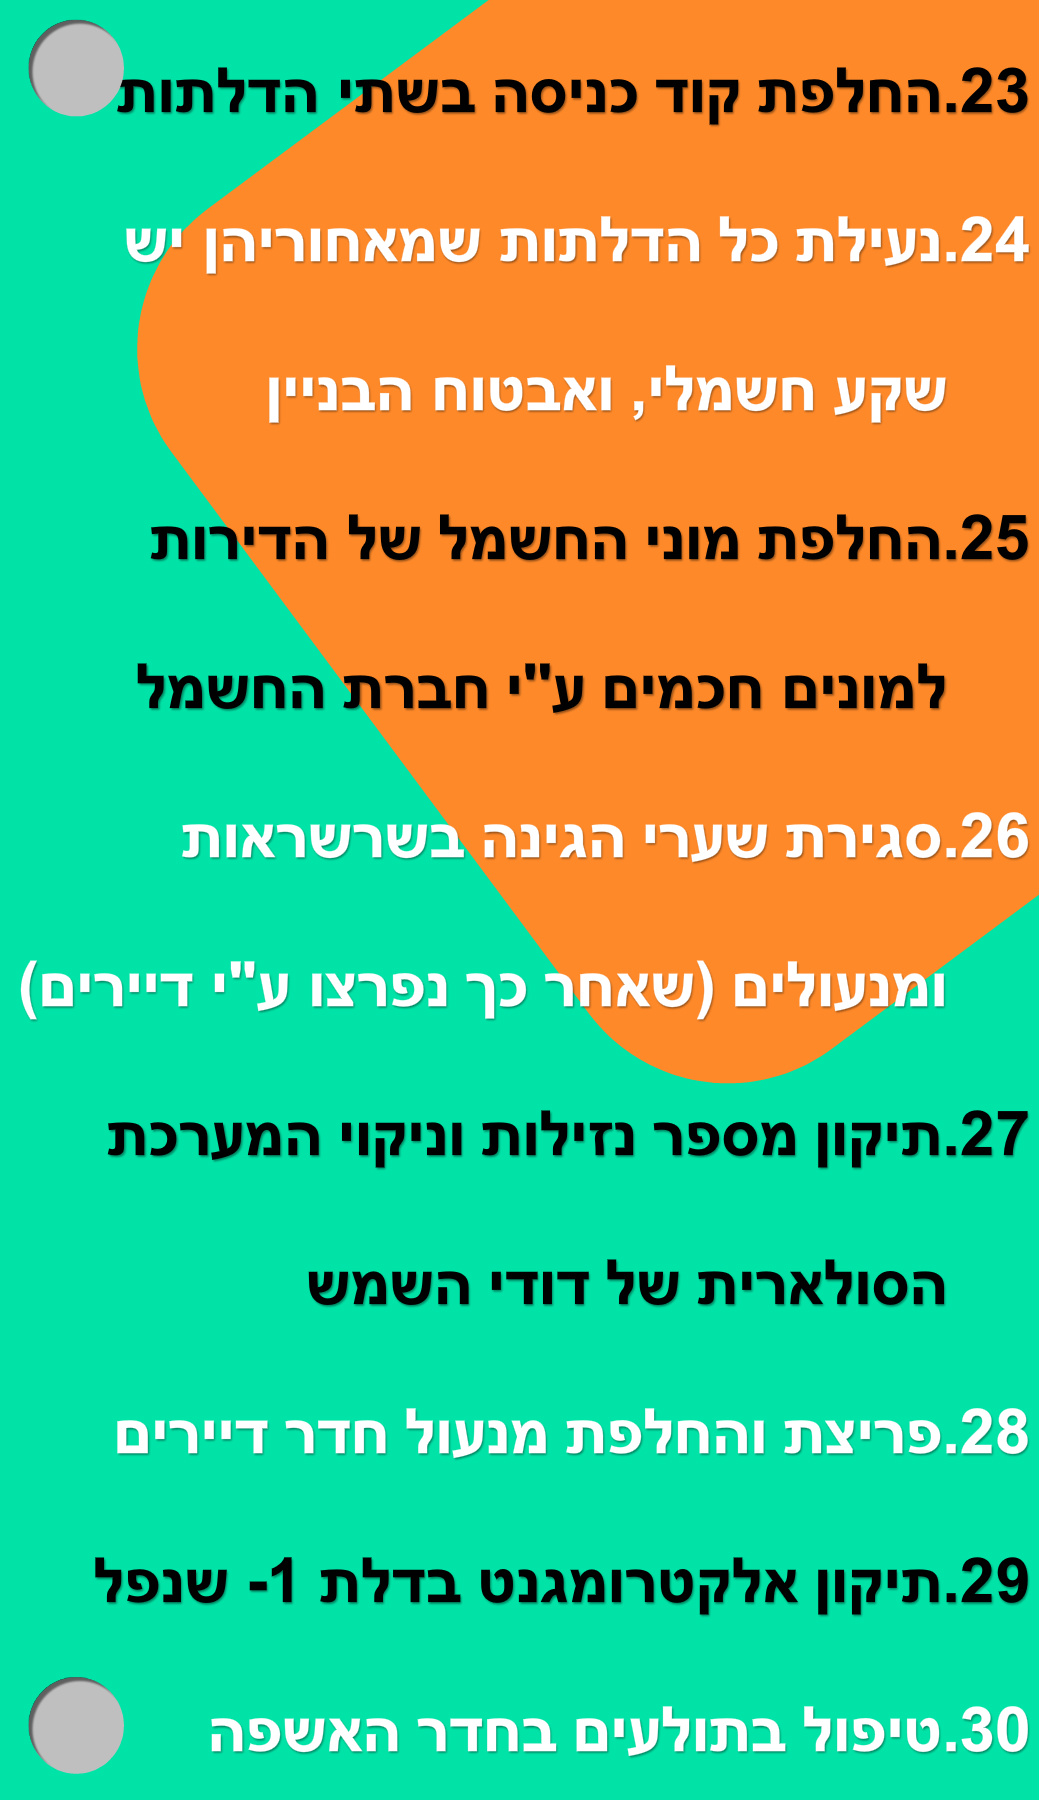 23.החלפת קוד כניסה בשתי הדלתות
24.נעילת כל הדלתות שמאחוריהן יש
שקע חשמלי, ואבטוח הבניין
25.החלפת מוני החשמל של הדירות
למונים חכמים ע"י חברת החשמל
26.סגירת שערי הגינה בשרשראות
ומנעולים (שאחר כך נפרצו ע"י דיירים)
27.תיקון מספר נזילות וניקוי המערכת
הסולארית של דודי השמש
28.פריצת והחלפת מנעול חדר דיירים
29.תיקון אלקטרומגנט בדלת 1- שנפל
30.טיפול בתולעים בחדר האשפה